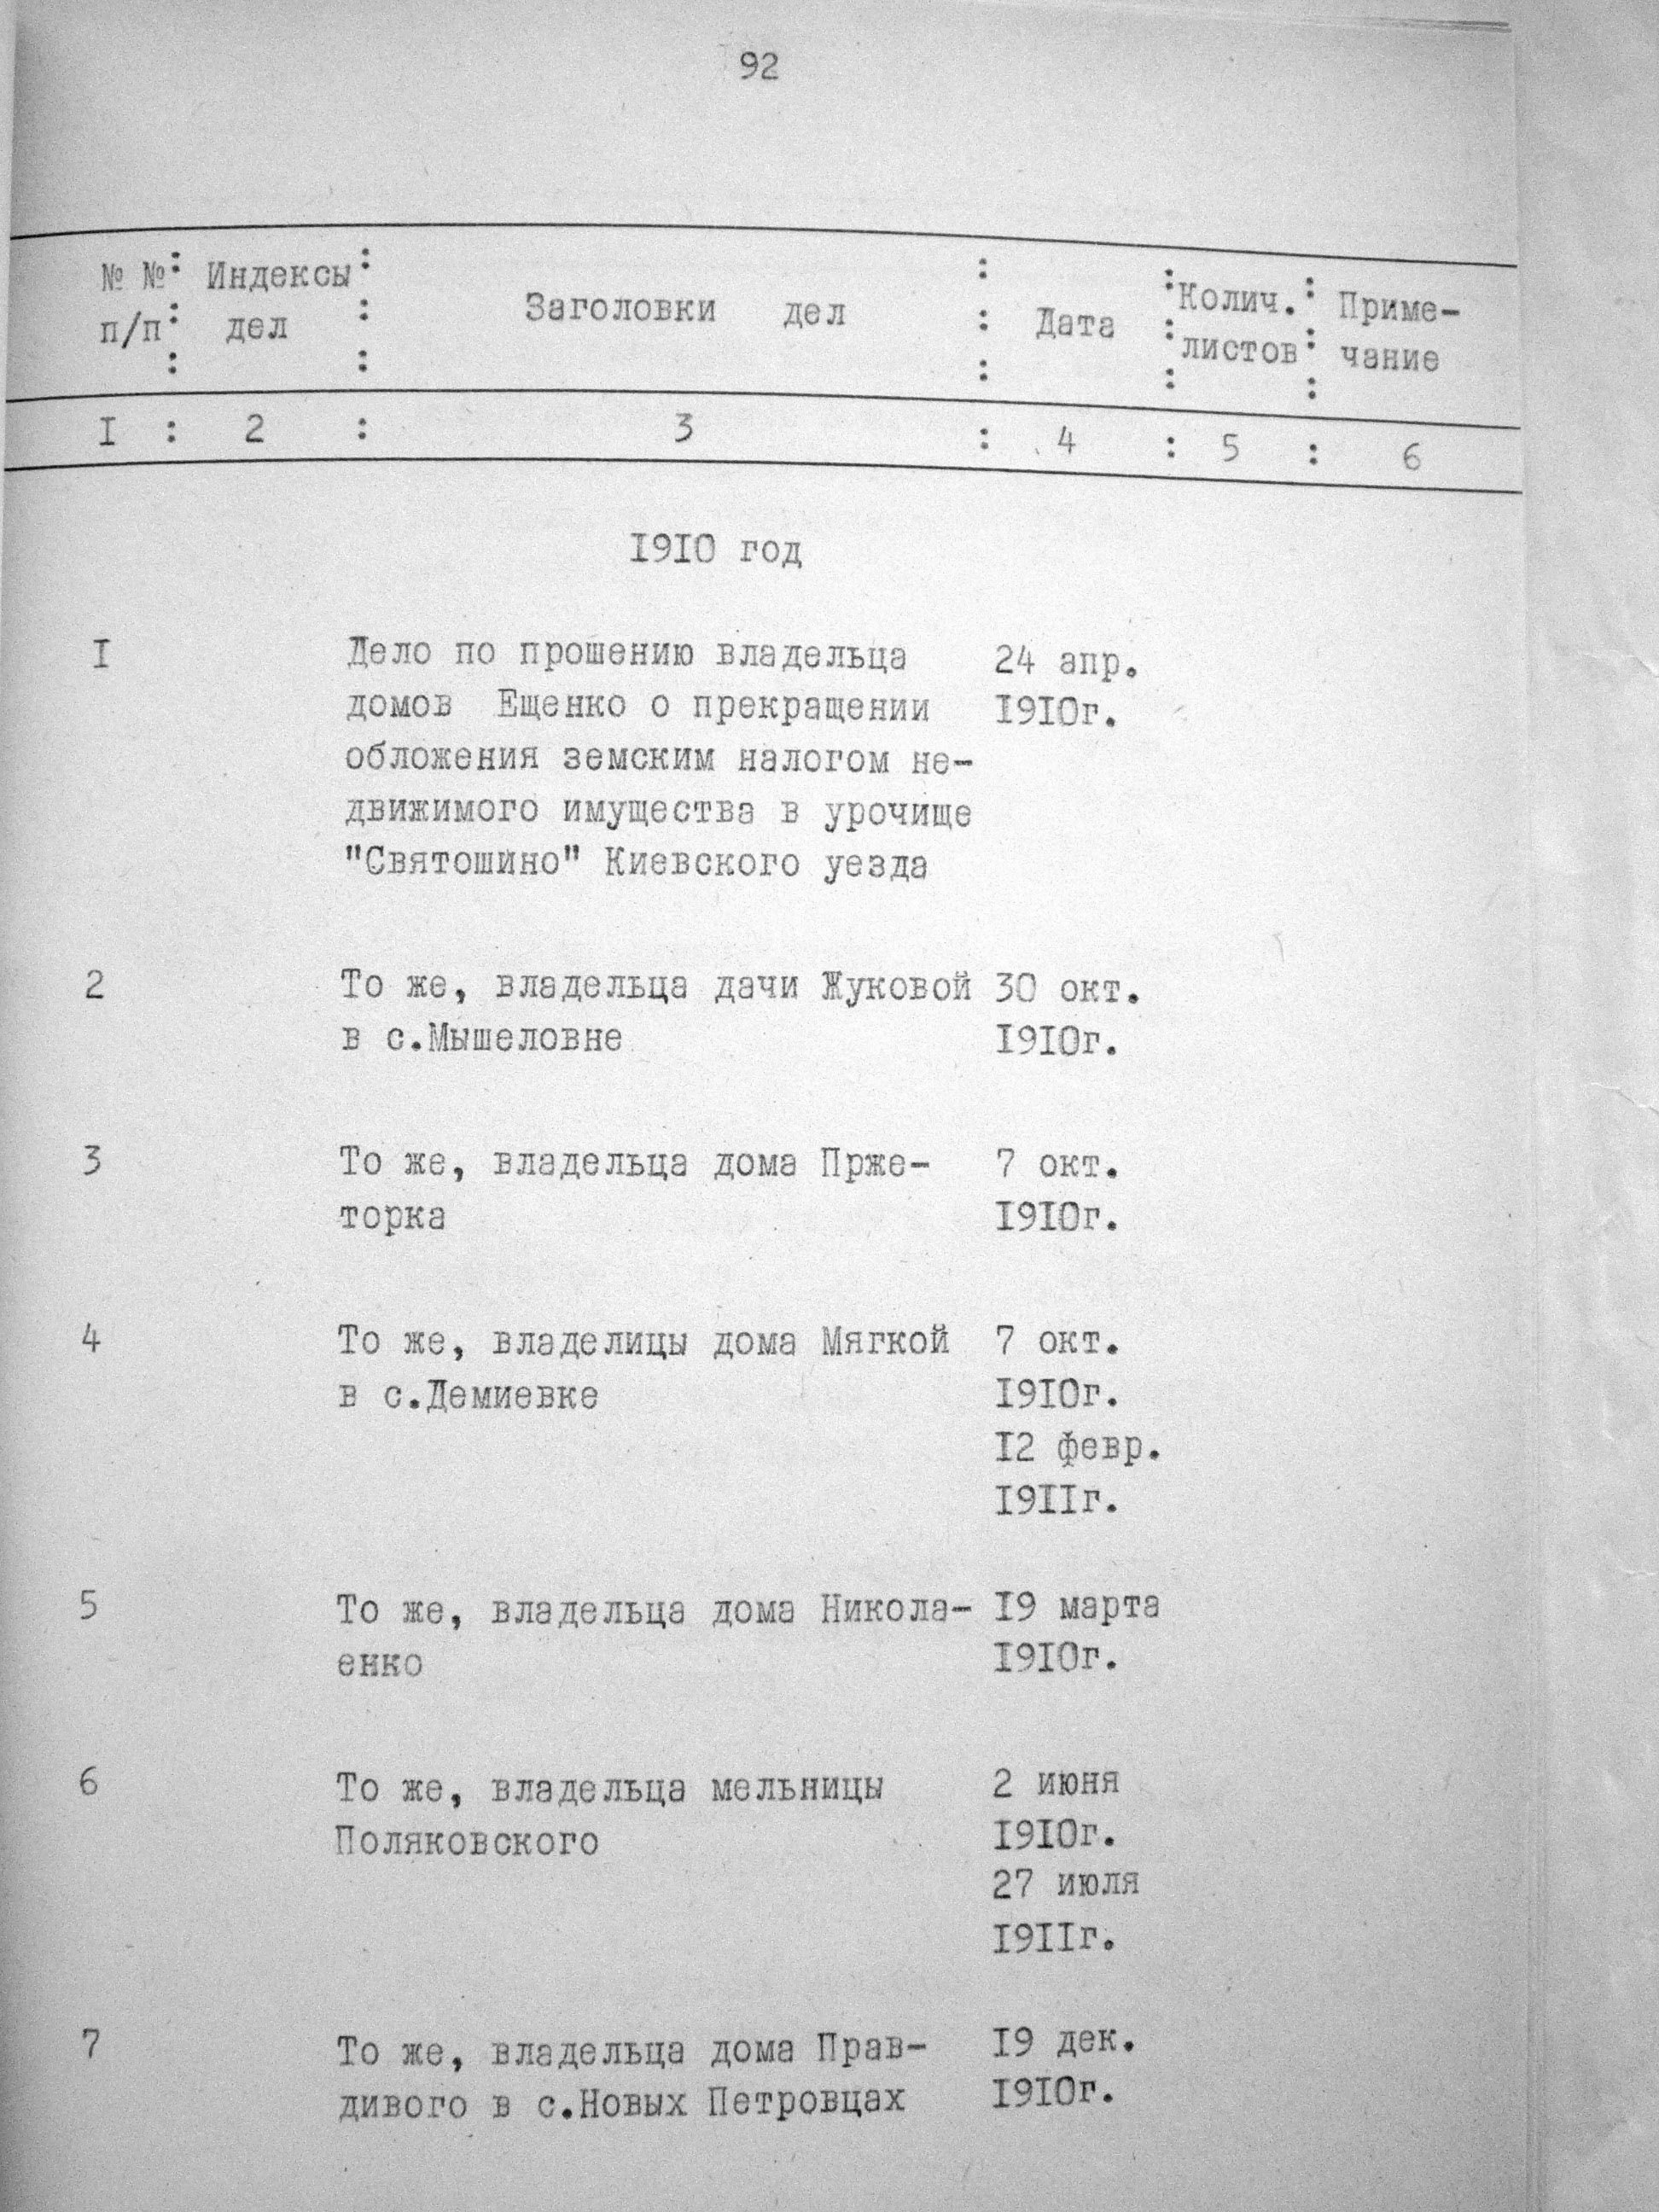 92
№ № : Индексы : : : Колич. : Приме-
п/п : дел : Заголовки дел : Дата : листов : чание
I : 2 : 3 : 4 : 5 : 6
I9I0 год
I Дело по прошению владельца 24 апр.
домов Ещенко о прекращении I9I0г.
обложения земским налогом не-
движимого имущества в урочище
"Святошино" Киевского уезда
2 То же, владельца дачи Жуковой 30 окт.
в с.Мышеловне I9I0г.
3 То же, владельца дома Прже- 7 окт.
торка I9I0г.
4 То же, владелицы дома Мягкой 7 окт.
в с.Демиевке I9I0г.
I2 февр.
I9IIг.
5 То же, владельца дома Никола- I9 марта
енко I9I0г.
6 То же, владельца мельницы 2 июня
Поляковского I9I0г.
27 июля
I9IIг.
7 То же, владельца дома Прав- I9 дек.
дивого в с.Новых Петровцах I9I0г.